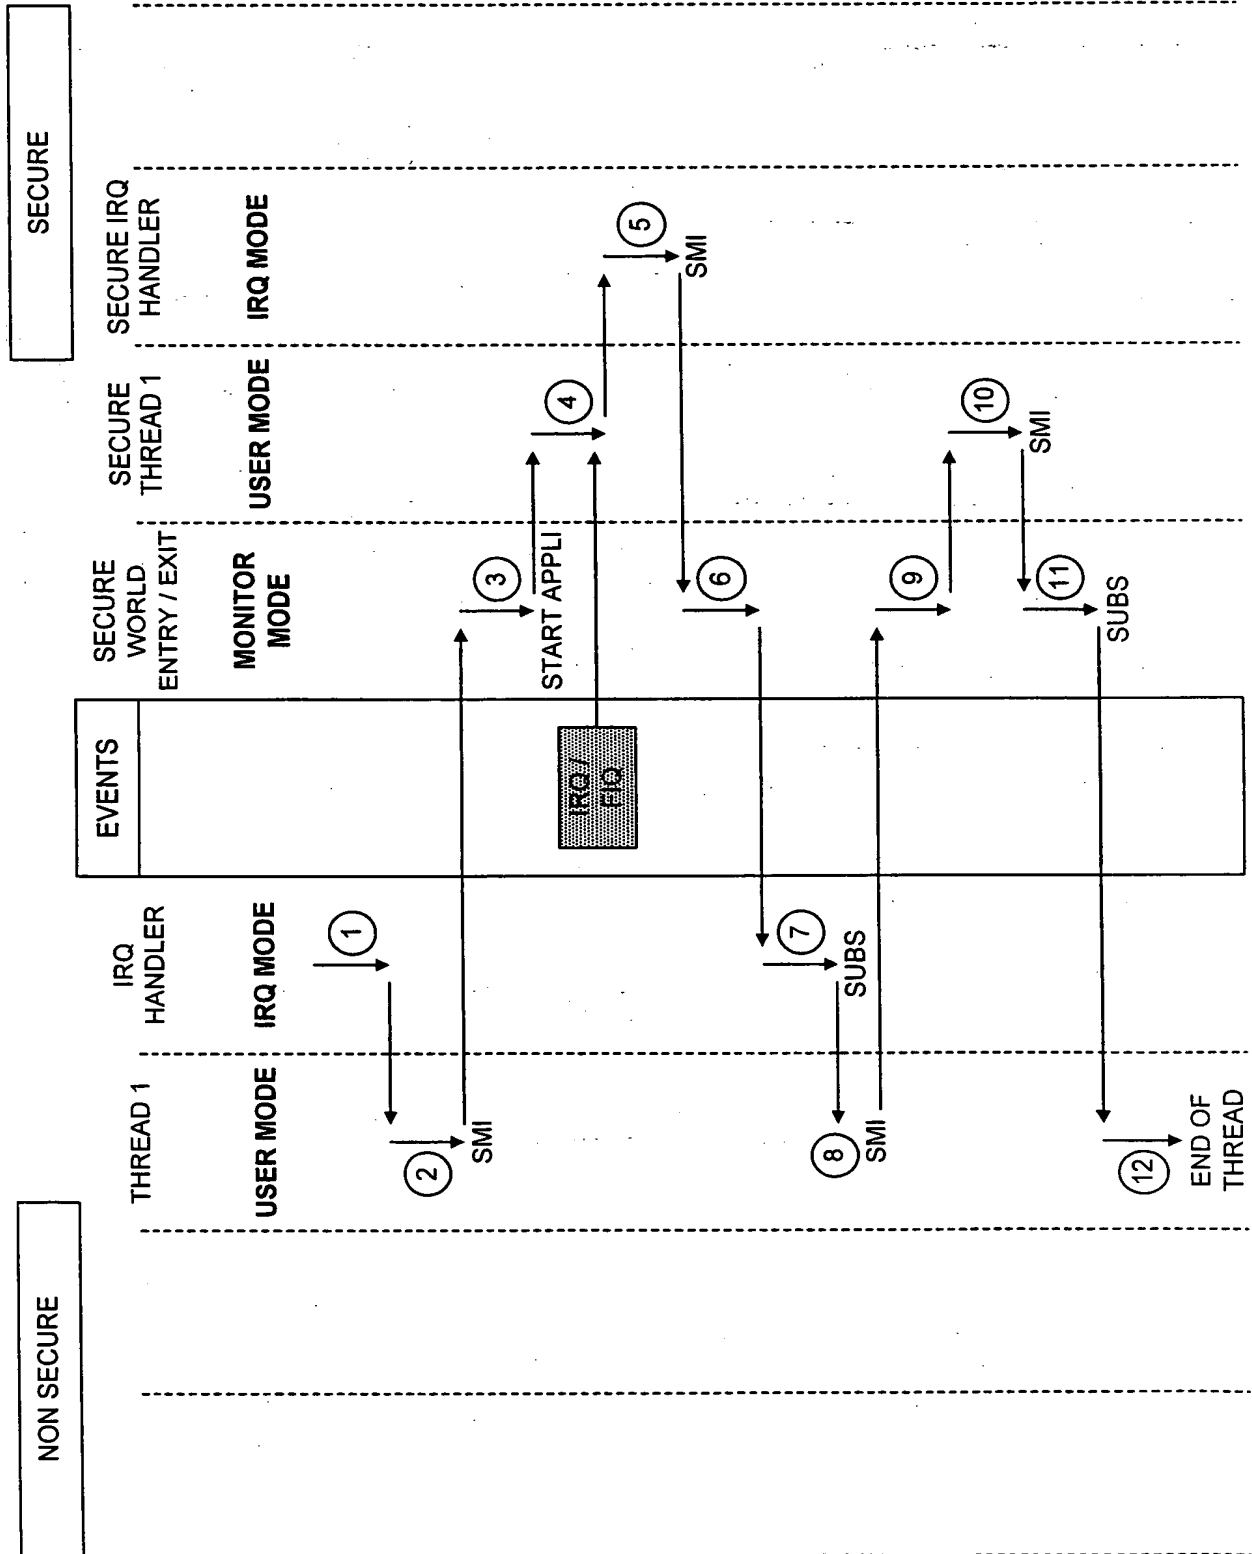 NON SECURE
SECURE
THREAD 1
USER MODE
IRQ
HANDLER
IRQ MODE
EVENTS
SECURE
WORLD
ENTRY / EXIT
MONITOR
MODE
SECURE
THREAD 1
USER MODE
SECURE IRQ
HANDLER
IRQ MODE
1
2
SMI
3
START APPLI
4
IRQ /
FIQ
5
SMI
6
7
SUBS
8
SMI
9
10
SMI
11
SUBS
12
END OF
THREAD